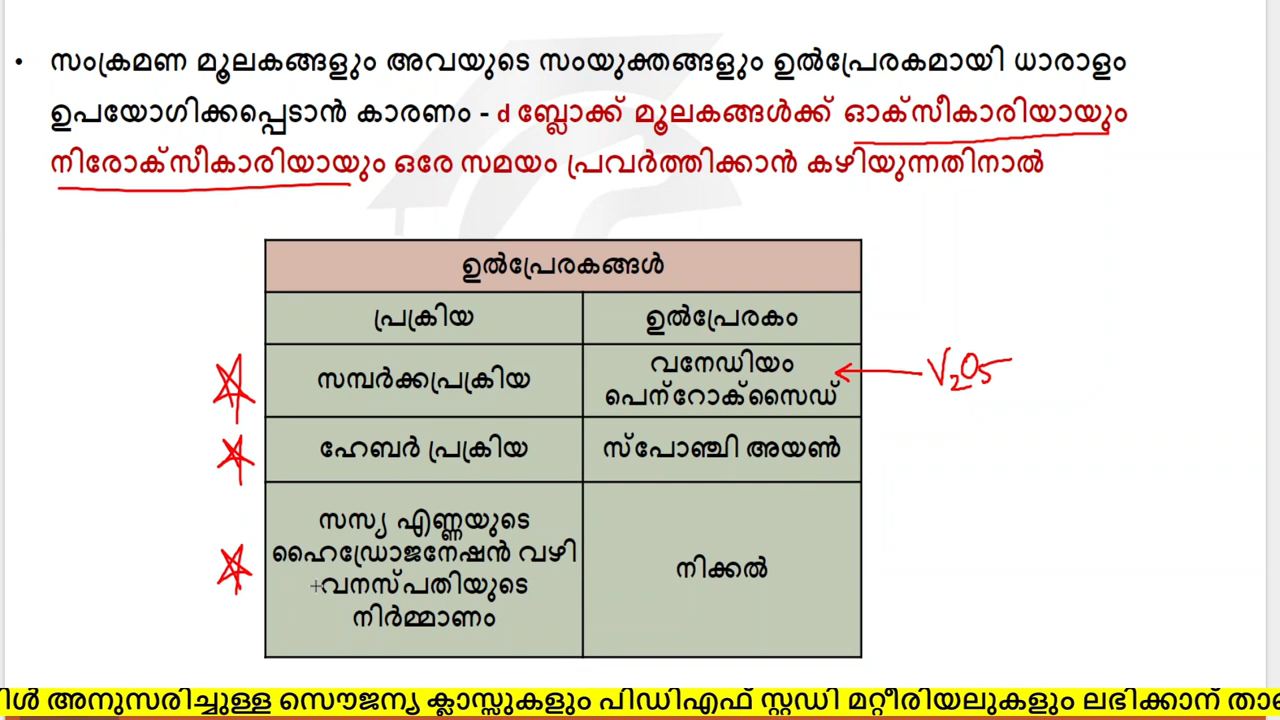 • സംക്രമണ മൂലകങ്ങളും അവയുടെ സംയുക്തങ്ങളും ഉൽപ്രേരകമായി ധാരാളം
ഉപയോഗിക്കപ്പെടാൻ കാരണം - d ബ്ലോക്ക് മൂലകങ്ങൾക്ക് ഓക്സീകാരിയായും
നിരോക്സീകാരിയായും ഒരേ സമയം പ്രവർത്തിക്കാൻ കഴിയുന്നതിനാൽ
ഉൽപ്രേരകങ്ങൾ
പ്രക്രിയ
ഉൽപ്രേരകം
സമ്പർക്കപ്രക്രിയ
വനേഡിയം
പെന്റോക്സൈഡ്
V₂O₅
ഹേബർ പ്രക്രിയ
സ്പോഞ്ചി അയൺ
സസ്യ എണ്ണയുടെ
ഹൈഡ്രോജനേഷൻ വഴി
വനസ്പതിയുടെ
നിർമ്മാണം
നിക്കൽ
അനുസരിച്ചുള്ള സൌജന്യ ക്ലാസ്സുകളും പിഡിഎഫ് സ്റ്റഡി മറ്റീരിയലുകളും ലഭിക്കാന്